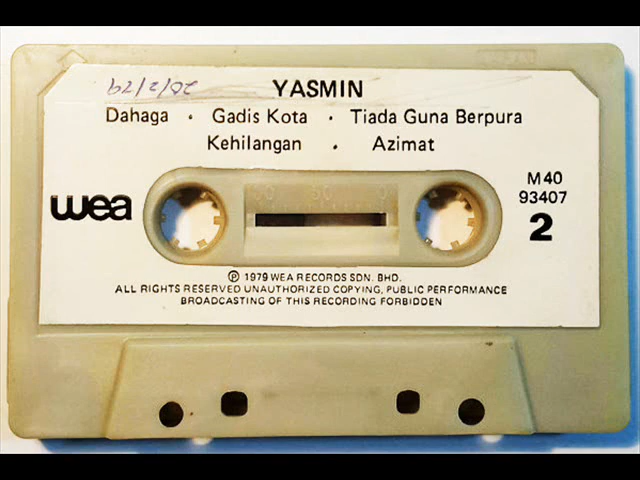 YASMIN
Dahaga • Gadis Kota • Tiada Guna Berpura
Kehilangan • Azimat
wea
M 40
93407
2
℗ 1979 WEA RECORDS SDN. BHD.
ALL RIGHTS RESERVED UNAUTHORIZED COPYING, PUBLIC PERFORMANCE
BROADCASTING OF THIS RECORDING FORBIDDEN